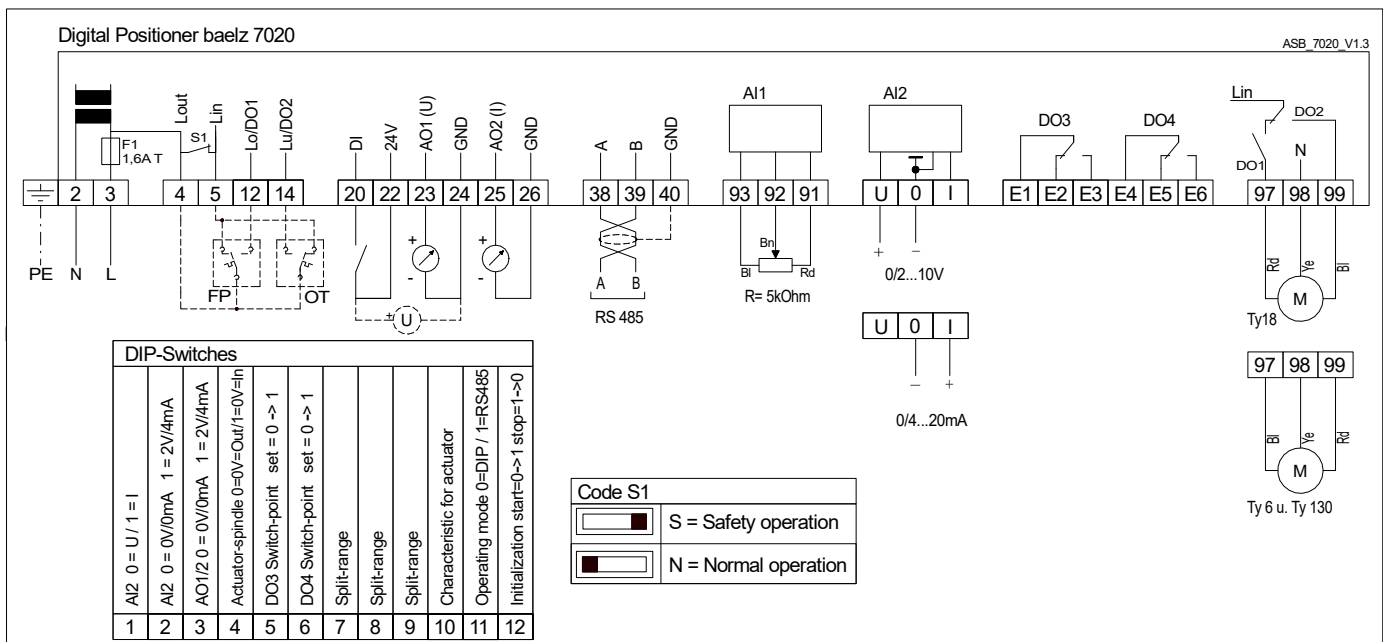 Digital Positioner baelz 7020
ASB_7020_V1.3
F1
1,6A T
Lout
S1
Lin
Lo/DO1
Lu/DO2
DI
24V
AO1 (U)
GND
AO2 (I)
GND
A
B
GND
AI1
AI2
DO3
DO4
Lin
DO2
DO1
N
2 3 4 5 12 14 20 22 23 24 25 26 38 39 40 93 92 91 U 0 I E1 E2 E3 E4 E5 E6 97 98 99
PE N L
FP OT
+ -
+ -
+ U
A B
RS 485
Bl Bn Rd
R= 5kOhm
+ –
0/2...10V
U 0 I
– +
0/4...20mA
Rd Ye Bl
M
Ty18
97 98 99
Bl Ye Rd
M
Ty 6 u. Ty 130
DIP-Switches
AI2 0 = U / 1 = I
AI2 0 = 0V/0mA 1 = 2V/4mA
AO1/2 0 = 0V/0mA 1 = 2V/4mA
Actuator-spindle 0=0V=Out/1=0V=In
DO3 Switch-point set = 0 -> 1
DO4 Switch-point set = 0 -> 1
Split-range
Split-range
Split-range
Characteristic for actuator
Operating mode 0=DIP / 1=RS485
Initialization start=0->1 stop=1->0
1 2 3 4 5 6 7 8 9 10 11 12
Code S1
S = Safety operation
N = Normal operation